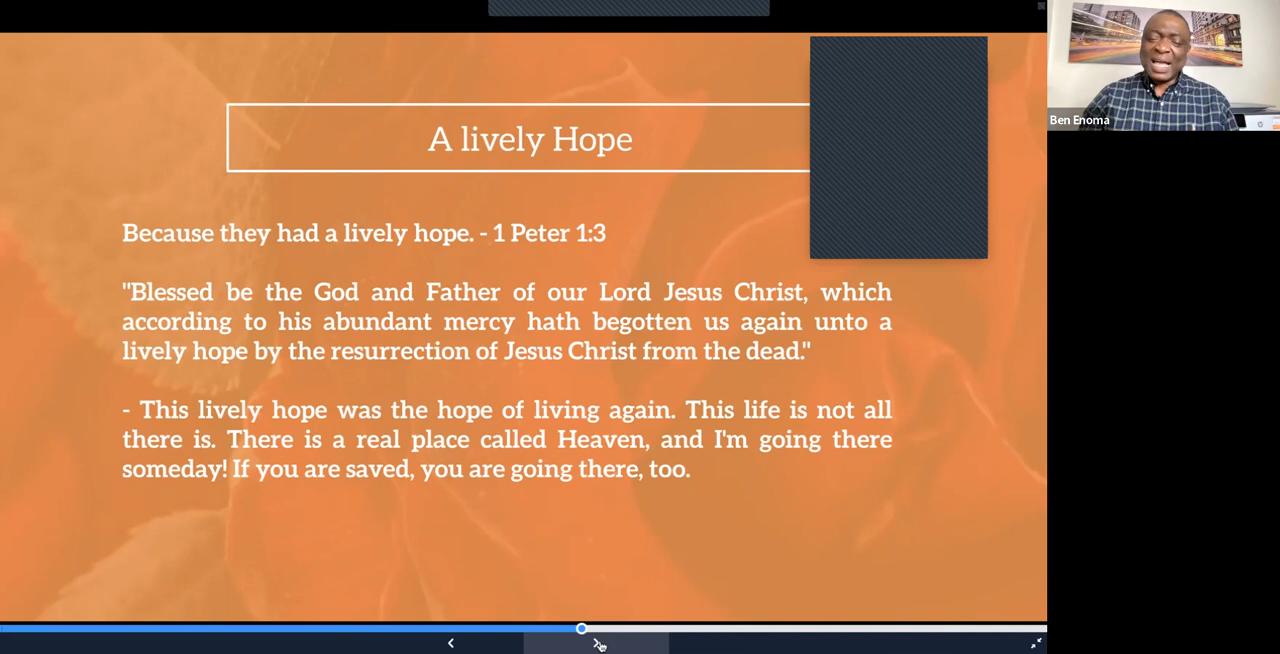 A lively Hope
Because they had a lively hope. - 1 Peter 1:3
"Blessed be the God and Father of our Lord Jesus Christ, which
according to his abundant mercy hath begotten us again unto a
lively hope by the resurrection of Jesus Christ from the dead."
- This lively hope was the hope of living again. This life is not all
there is. There is a real place called Heaven, and I'm going there
someday! If you are saved, you are going there, too.
Ben Enoma